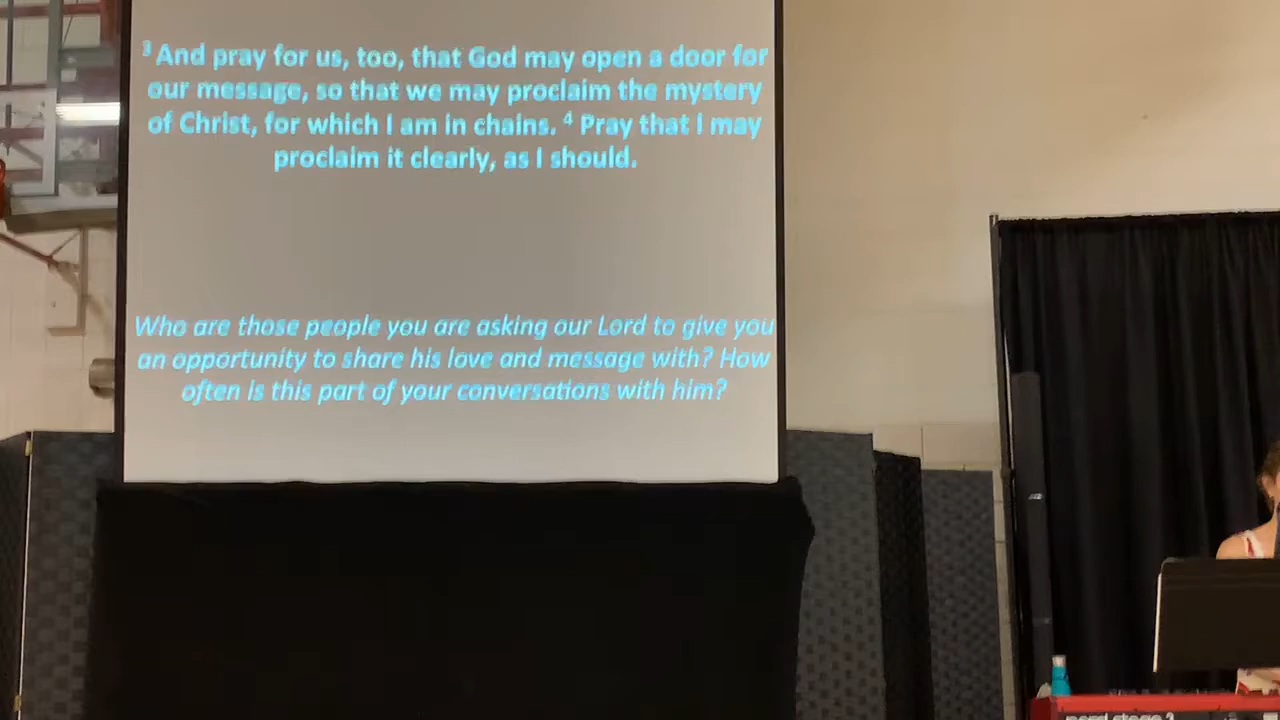 ³ And pray for us, too, that God may open a door for
our message, so that we may proclaim the mystery
of Christ, for which I am in chains. ⁴ Pray that I may
proclaim it clearly, as I should.
Who are those people you are asking our Lord to give you
an opportunity to share his love and message with? How
often is this part of your conversations with him?
nord stage 3